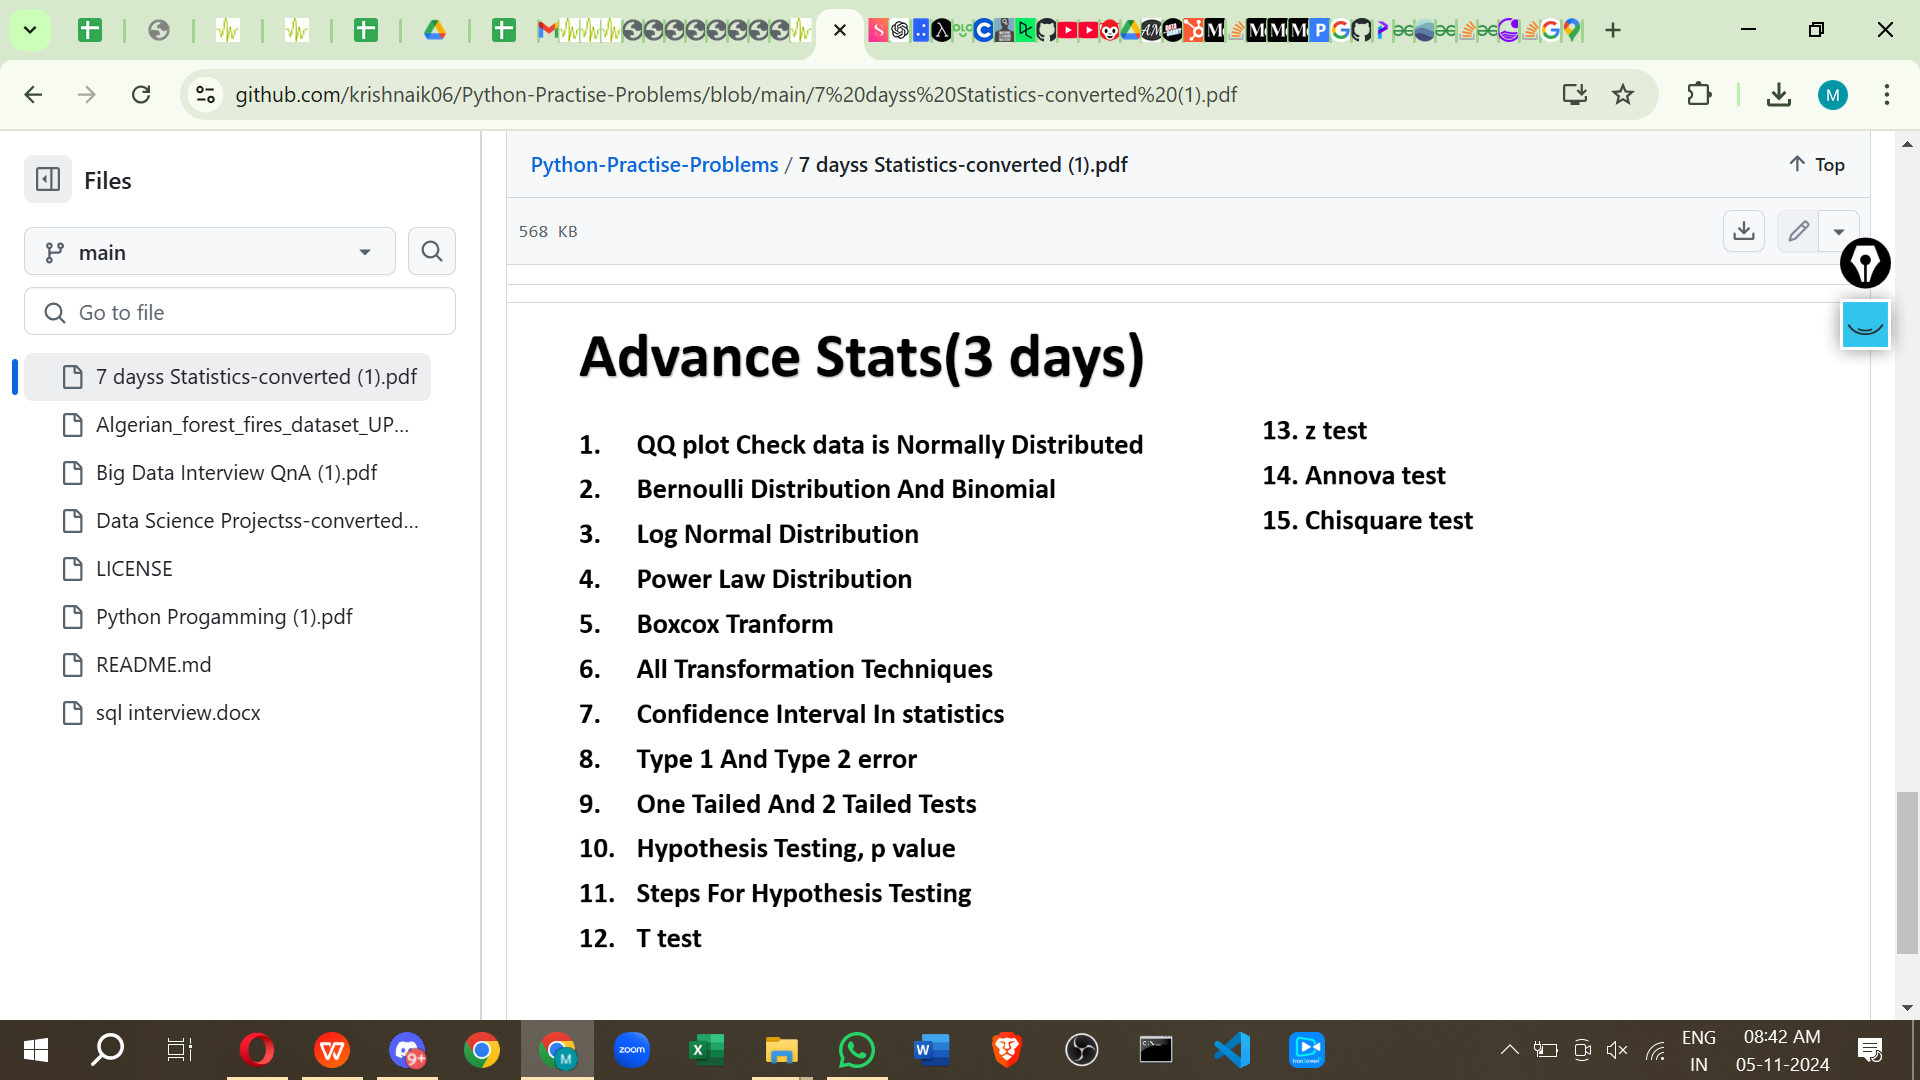 github.com/krishnaik06/Python-Practise-Problems/blob/main/7%20dayss%20Statistics-converted%20(1).pdf
M
Files
main
Go to file
7 dayss Statistics-converted (1).pdf
Algerian_forest_fires_dataset_UP...
Big Data Interview QnA (1).pdf
Data Science Projectss-converted...
LICENSE
Python Progamming (1).pdf
README.md
sql interview.docx
Python-Practise-Problems / 7 dayss Statistics-converted (1).pdf
Top
568 KB
Advance Stats(3 days)
1. QQ plot Check data is Normally Distributed
2. Bernoulli Distribution And Binomial
3. Log Normal Distribution
4. Power Law Distribution
5. Boxcox Tranform
6. All Transformation Techniques
7. Confidence Interval In statistics
8. Type 1 And Type 2 error
9. One Tailed And 2 Tailed Tests
10. Hypothesis Testing, p value
11. Steps For Hypothesis Testing
12. T test
13. z test
14. Annova test
15. Chisquare test
9+
M
zoom
ENG
IN
08:42 AM
05-11-2024